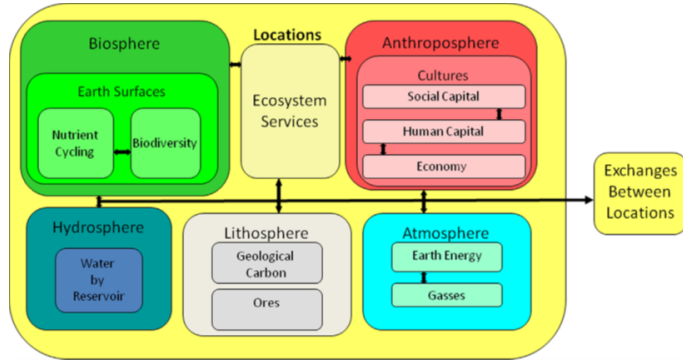 Locations
Biosphere
Earth Surfaces
Nutrient
Cycling
Biodiversity
Ecosystem
Services
Anthroposphere
Cultures
Social Capital
Human Capital
Economy
Exchanges
Between
Locations
Hydrosphere
Water
by
Reservoir
Lithosphere
Geological
Carbon
Ores
Atmosphere
Earth Energy
Gasses